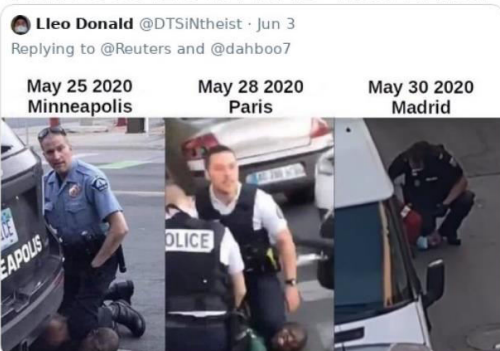 Lleo Donald @DTSiNtheist · Jun 3
Replying to @Reuters and @dahboo7
May 25 2020 May 28 2020 May 30 2020
Minneapolis Paris Madrid
OLICE
EAPOLIS